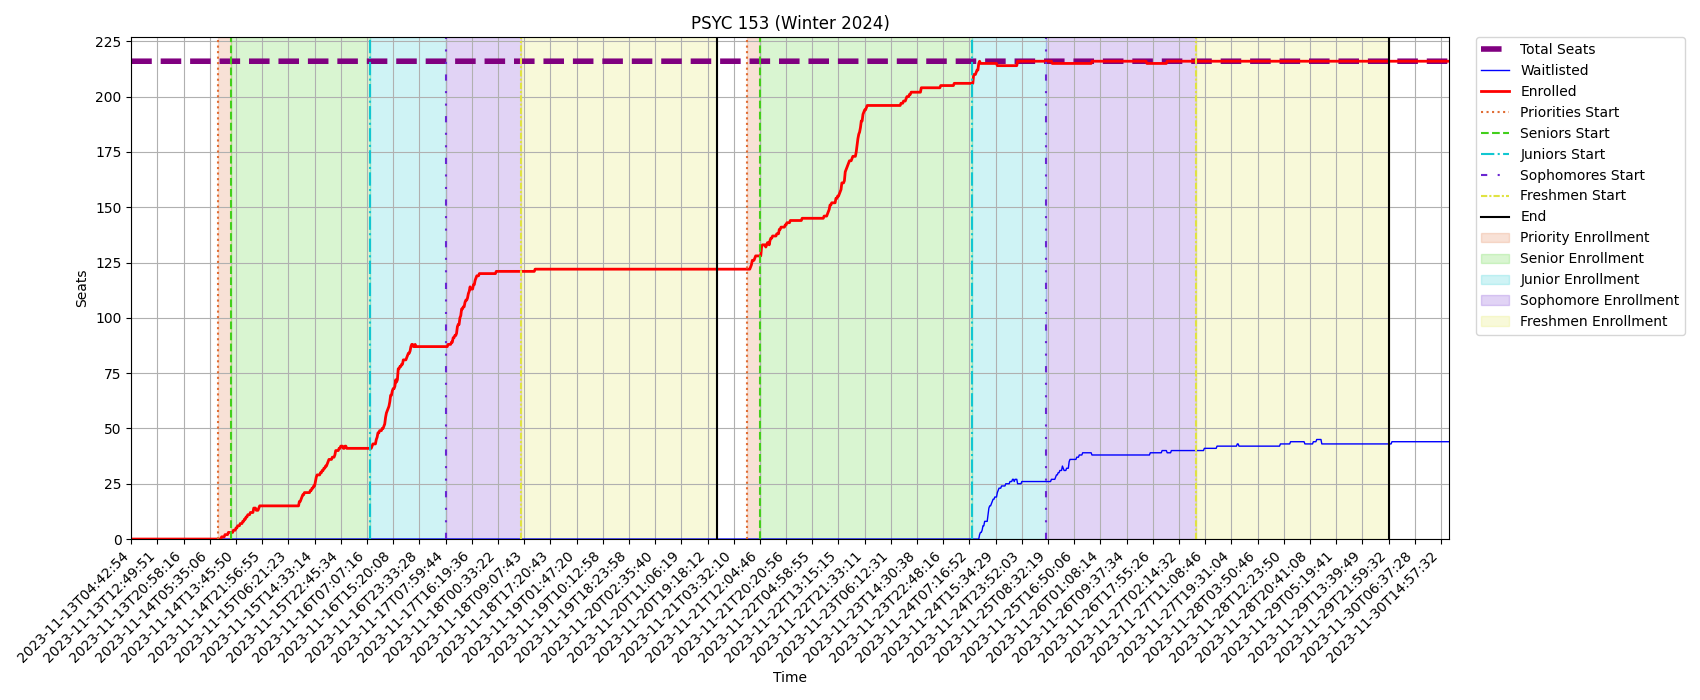 PSYC 153 (Winter 2024)
Seats
225
200
175
150
125
100
75
50
25
0
2023-11-13T04:42:54
2023-11-13T12:49:51
2023-11-13T20:58:16
2023-11-14T05:35:06
2023-11-14T13:45:50
2023-11-14T21:56:55
2023-11-15T06:21:23
2023-11-15T14:33:14
2023-11-15T22:45:34
2023-11-16T07:07:16
2023-11-16T15:20:08
2023-11-16T23:33:28
2023-11-17T07:59:44
2023-11-17T16:19:36
2023-11-18T00:33:22
2023-11-18T09:07:43
2023-11-18T17:20:43
2023-11-19T01:47:20
2023-11-19T10:12:58
2023-11-19T18:23:58
2023-11-20T02:35:40
2023-11-20T11:06:19
2023-11-20T19:18:12
2023-11-21T03:32:10
2023-11-21T12:04:46
2023-11-21T20:20:56
2023-11-22T04:58:55
2023-11-22T13:15:15
2023-11-22T21:33:11
2023-11-23T06:12:31
2023-11-23T14:30:38
2023-11-23T22:48:16
2023-11-24T07:16:52
2023-11-24T15:34:29
2023-11-24T23:52:03
2023-11-25T08:32:19
2023-11-25T16:50:06
2023-11-26T01:08:14
2023-11-26T09:37:34
2023-11-26T17:55:26
2023-11-27T02:14:32
2023-11-27T11:08:46
2023-11-27T19:31:04
2023-11-28T03:50:46
2023-11-28T12:23:50
2023-11-28T20:41:08
2023-11-29T05:19:41
2023-11-29T13:39:49
2023-11-29T21:59:32
2023-11-30T06:37:28
2023-11-30T14:57:32
Time
Total Seats
Waitlisted
Enrolled
Priorities Start
Seniors Start
Juniors Start
Sophomores Start
Freshmen Start
End
Priority Enrollment
Senior Enrollment
Junior Enrollment
Sophomore Enrollment
Freshmen Enrollment